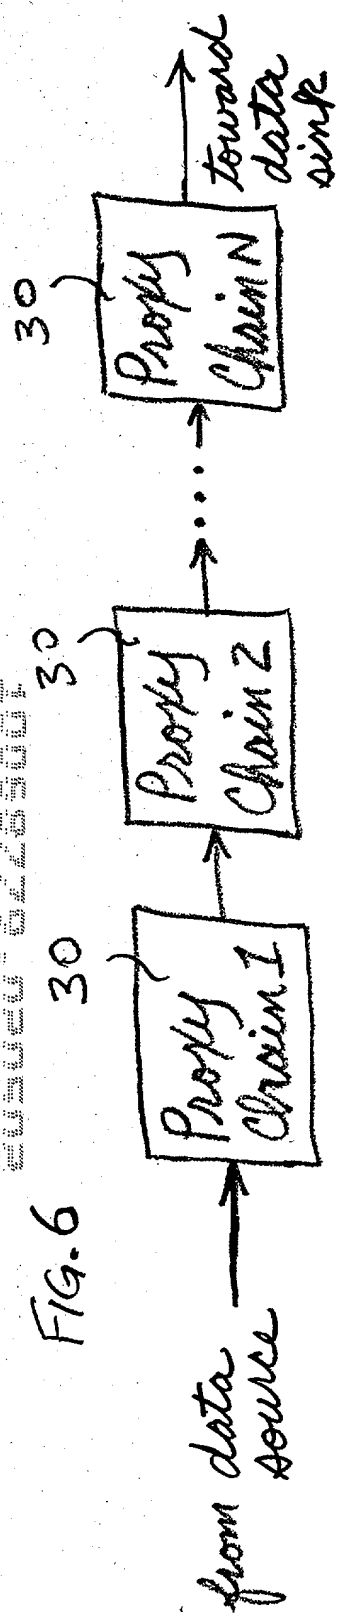 FIG. 6
30
30
30
from data
source
Proxy
Chain 1
Proxy
Chain 2
...
Proxy
Chain N
toward
data
sink